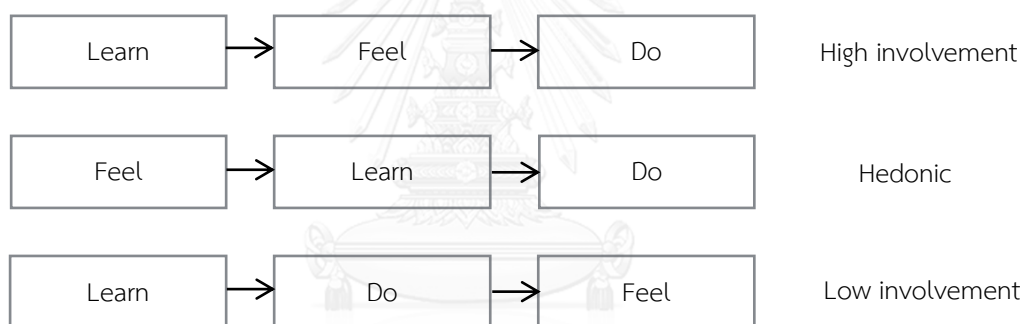 Learn Feel Do High involvement
Feel Learn Do Hedonic
Learn Do Feel Low involvement